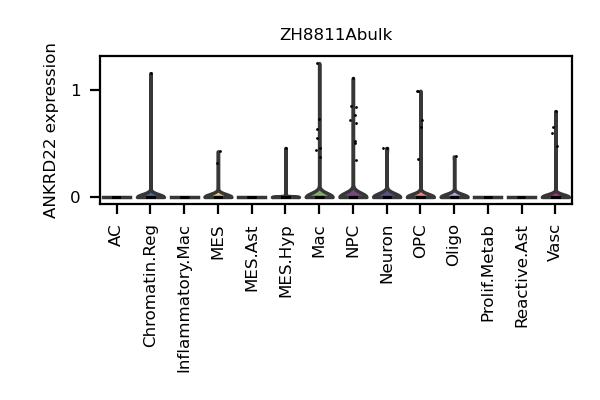 ZH8811Abulk
ANKRD22 expression
1
0
AC
Chromatin.Reg
Inflammatory.Mac
MES
MES.Ast
MES.Hyp
Mac
NPC
Neuron
OPC
Oligo
Prolif.Metab
Reactive.Ast
Vasc